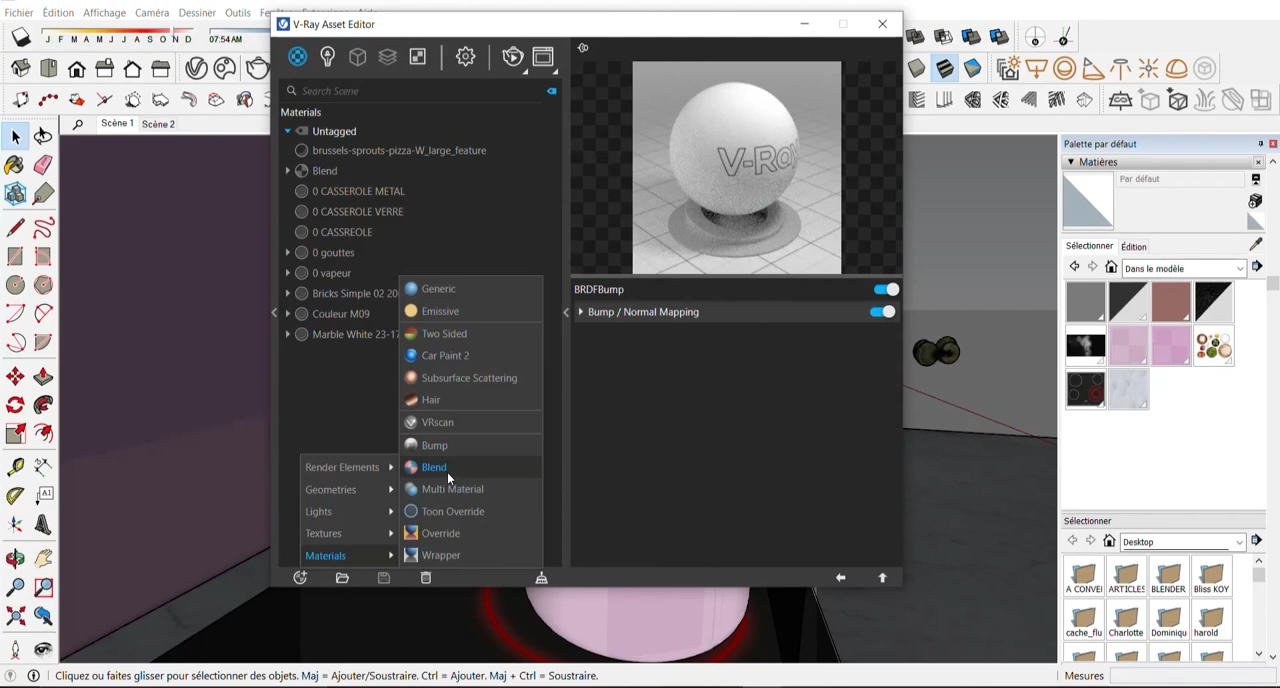 Fichier Édition Affichage Caméra Dessiner Outils
V-Ray Asset Editor
J F M A M J J A S O N D 07:54 AM
Search Scene
Materials
Untagged
brussels-sprouts-pizza-W_large_feature
Blend
0 CASSEROLE METAL
0 CASSEROLE VERRE
0 CASSREOLE
0 gouttes
0 vapeur
Bricks Simple 02 20
Couleur M09
Marble White 23-17
Generic
Emissive
Two Sided
Car Paint 2
Subsurface Scattering
Hair
VRscan
Bump
Blend
Multi Material
Toon Override
Override
Wrapper
Render Elements
Geometries
Lights
Textures
Materials
V-RAY
BRDFBump
Bump / Normal Mapping
Scène 1 Scène 2
Palette par défaut
Matières
Par défaut
Sélectionner Édition
Dans le modèle
Sélectionner
Desktop
A CONVEI ARTICLES BLENDER Bliss KOY
cache_flu Charlotte Dominiqu harold
A1
Cliquez ou faites glisser pour sélectionner des objets. Maj = Ajouter/Soustraire. Ctrl = Ajouter. Maj + Ctrl = Soustraire.
Mesures